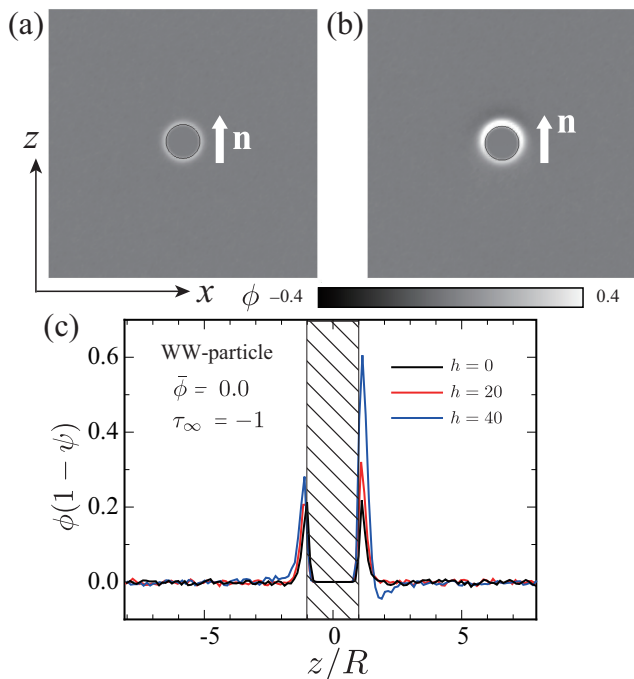 (a)
(b)
n
n
z
x
ϕ −0.4
0.4
(c)
WW-particle
ϕ̄ = 0.0
τ∞ = −1
h = 0
h = 20
h = 40
0.6
0.4
0.2
0.0
ϕ(1 − ψ)
-5
0
5
z/R